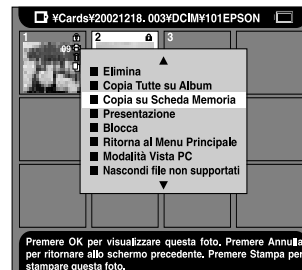 ¥Cards¥20021218. 003¥DCIM¥101EPSON
1
09
2
3
Elimina
Copia Tutte su Album
Copia su Scheda Memoria
Presentazione
Blocca
Ritorna al Menu Principale
Modalità Vista PC
Nascondi file non supportati
Premere OK per visualizzare questa foto. Premere Annulla
per ritornare allo schermo precedente. Premere Stampa per
stampare questa foto.